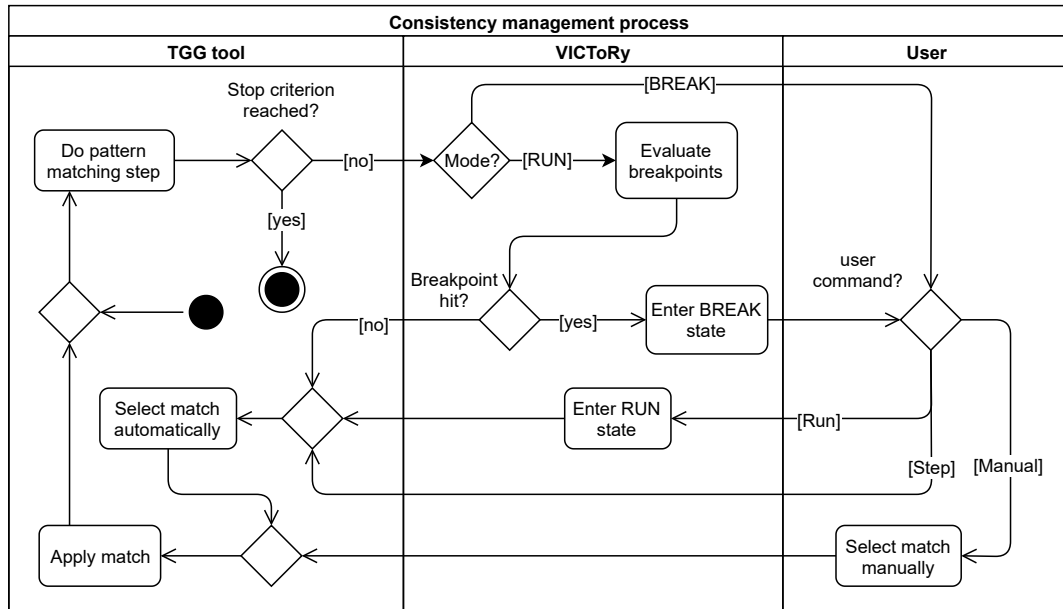 Consistency management process
TGG tool
VICToRy
User
Stop criterion
reached?
[BREAK]
Do pattern
matching step
[no]
Mode?
[RUN]
Evaluate
breakpoints
[yes]
Breakpoint
hit?
user
command?
[no]
[yes]
Enter BREAK
state
Select match
automatically
Enter RUN
state
[Run]
[Step]
[Manual]
Apply match
Select match
manually